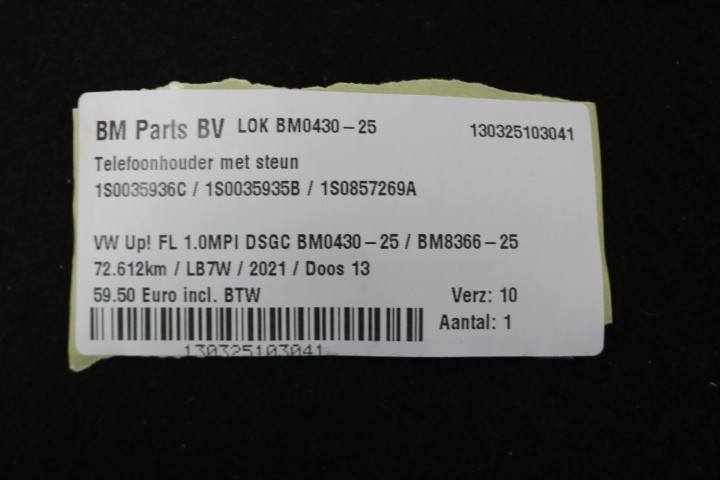 BM Parts BV LOK BM0430-25 130325103041
Telefoonhouder met steun
1S0035936C / 1S0035935B / 1S0857269A
VW Up! FL 1.0MPI DSGC BM0430-25 / BM8366-25
72.612km / LB7W / 2021 / Doos 13
59.50 Euro incl. BTW Verz: 10
Aantal: 1
130325103041